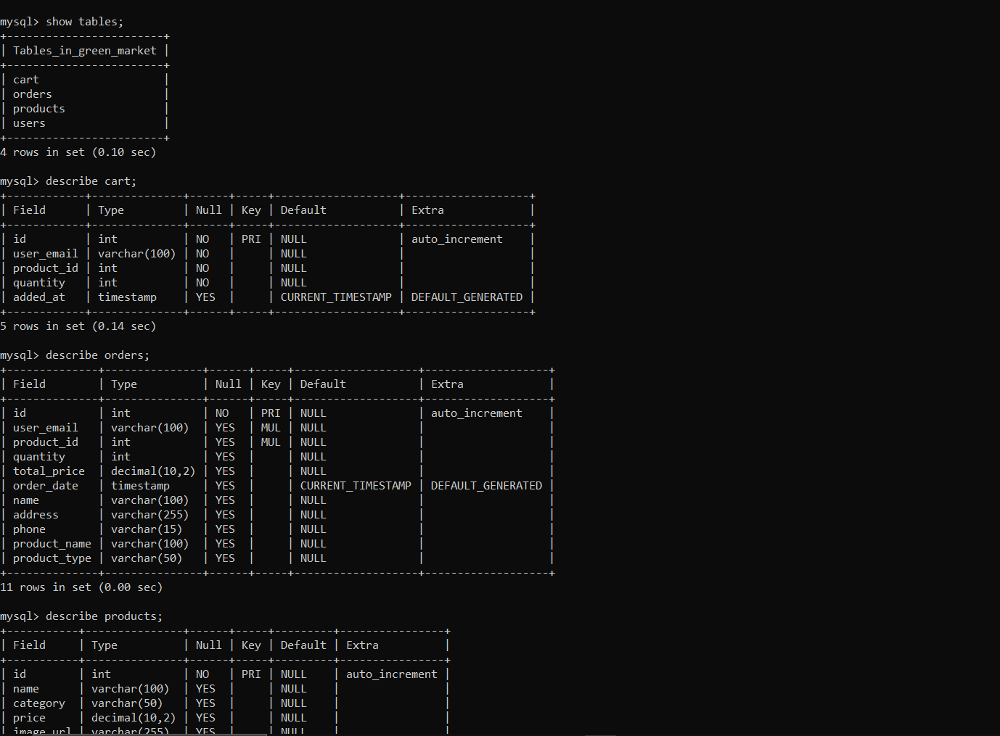 mysql> show tables;
+------------------------+
| Tables_in_green_market |
+------------------------+
| cart                   |
| orders                 |
| products               |
| users                  |
+------------------------+
4 rows in set (0.10 sec)

mysql> describe cart;
+------------+--------------+------+-----+-------------------+-------------------+
| Field      | Type         | Null | Key | Default           | Extra             |
+------------+--------------+------+-----+-------------------+-------------------+
| id         | int          | NO   | PRI | NULL              | auto_increment    |
| user_email | varchar(100) | NO   |     | NULL              |                   |
| product_id | int          | NO   |     | NULL              |                   |
| quantity   | int          | NO   |     | NULL              |                   |
| added_at   | timestamp    | YES  |     | CURRENT_TIMESTAMP | DEFAULT_GENERATED |
+------------+--------------+------+-----+-------------------+-------------------+
5 rows in set (0.14 sec)

mysql> describe orders;
+--------------+---------------+------+-----+-------------------+-------------------+
| Field        | Type          | Null | Key | Default           | Extra             |
+--------------+---------------+------+-----+-------------------+-------------------+
| id           | int           | NO   | PRI | NULL              | auto_increment    |
| user_email   | varchar(100)  | YES  | MUL | NULL              |                   |
| product_id   | int           | YES  | MUL | NULL              |                   |
| quantity     | int           | YES  |     | NULL              |                   |
| total_price  | decimal(10,2) | YES  |     | NULL              |                   |
| order_date   | timestamp     | YES  |     | CURRENT_TIMESTAMP | DEFAULT_GENERATED |
| name         | varchar(100)  | YES  |     | NULL              |                   |
| address      | varchar(255)  | YES  |     | NULL              |                   |
| phone        | varchar(15)   | YES  |     | NULL              |                   |
| product_name | varchar(100)  | YES  |     | NULL              |                   |
| product_type | varchar(50)   | YES  |     | NULL              |                   |
+--------------+---------------+------+-----+-------------------+-------------------+
11 rows in set (0.00 sec)

mysql> describe products;
+-----------+---------------+------+-----+---------+----------------+
| Field     | Type          | Null | Key | Default | Extra          |
+-----------+---------------+------+-----+---------+----------------+
| id        | int           | NO   | PRI | NULL    | auto_increment |
| name      | varchar(100)  | YES  |     | NULL    |                |
| category  | varchar(50)   | YES  |     | NULL    |                |
| price     | decimal(10,2) | YES  |     | NULL    |                |
| image_url | varchar(255)  | YES  |     | NULL    |                |